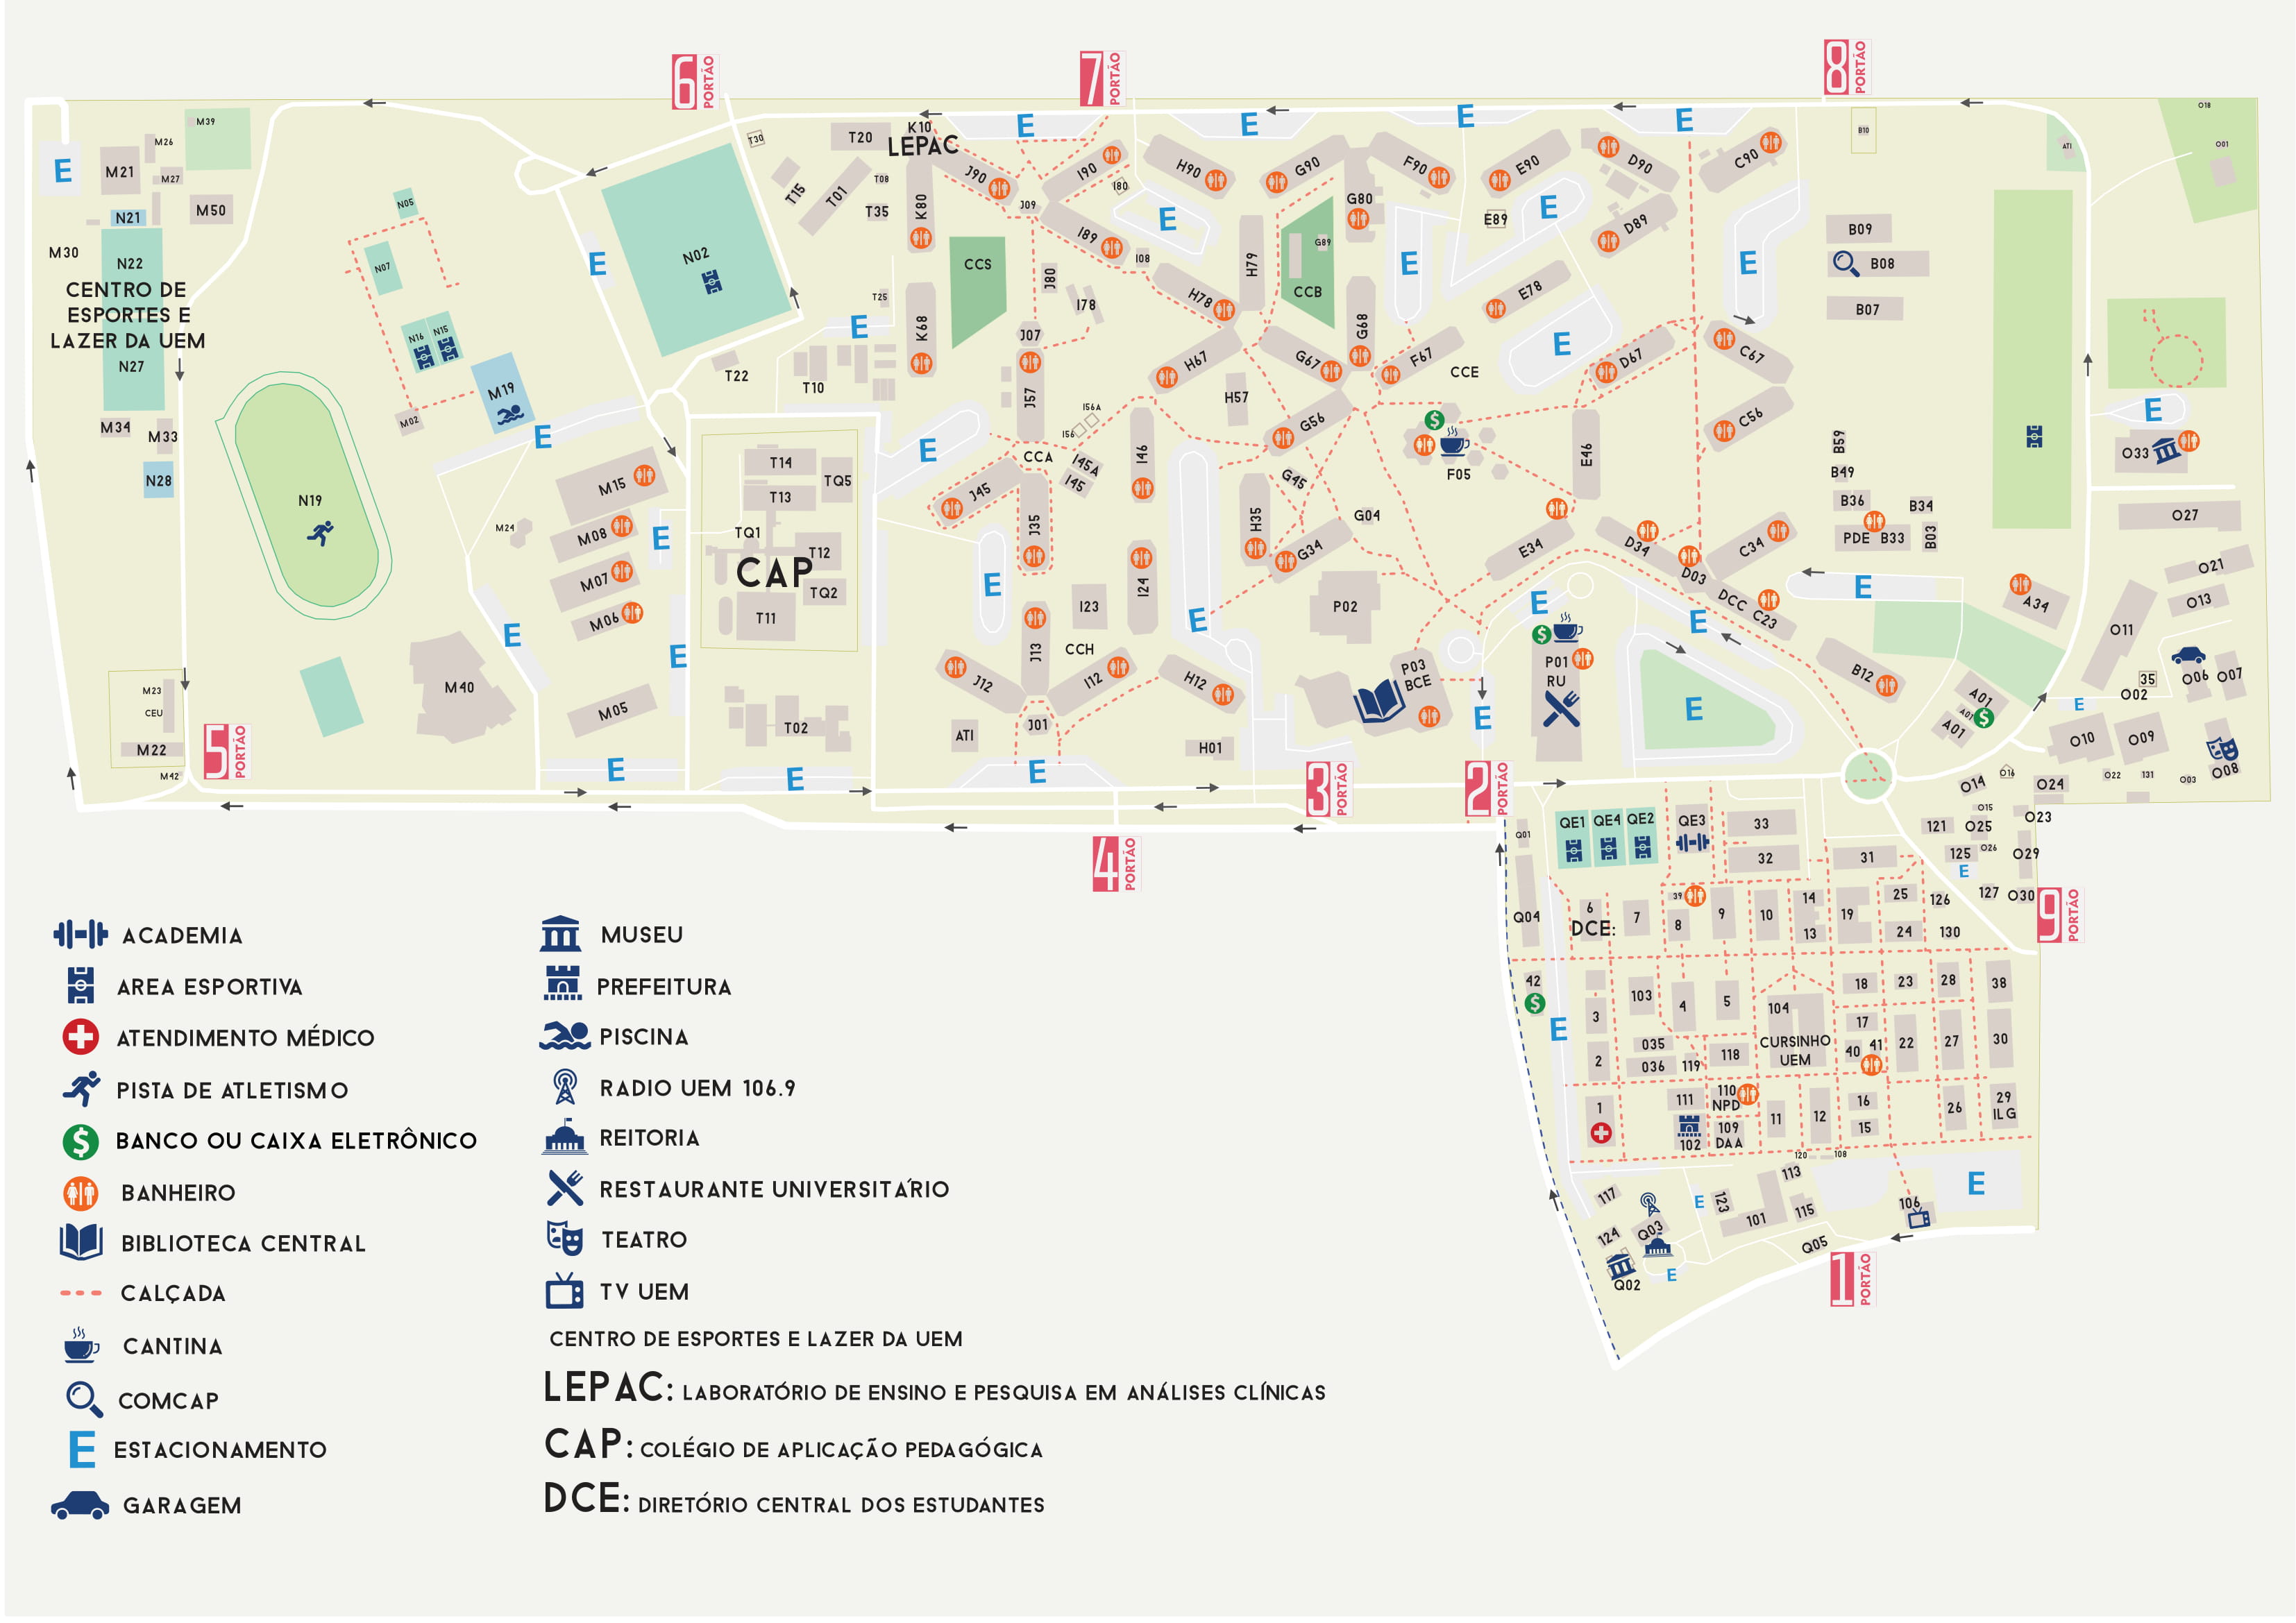 6 PORTÃO
7 PORTÃO
8 PORTÃO
M39
M26
M21
M27
M50
N21
M30
N22
CENTRO DE
ESPORTES E
LAZER DA UEM
N27
M34
M33
N28
E
N05
N07
N16
N15
M19
M02
N19
E
E
N02
T30
T20
K10
LEPAC
T15
T01
T08
T35
K80
T25
K68
E
T22
T10
J90
J09
I90
I80
I89
I08
CCS
J80
I78
J07
J57
E
H90
E
H79
H78
H67
H57
E
G90
G80
G89
CCB
G68
G67
G56
E
F90
F67
CCE
E
E90
E89
E
E78
E
E
D90
D89
D67
C90
E
C67
C56
B10
B09
B08
B07
B59
B49
B36
B34
PDE B33
B03
AT1
O18
O01
E
O33
O27
O21
O13
O11
A34
O02
35
O06
O07
E
O10
O09
O08
M24
M15
M08
M07
M06
M05
M40
E
E
E
T14
T13
TQ5
TQ1
T12
CAP
TQ2
T11
T02
E
I56A
I56
CCA
I45A
I45
I46
J45
J35
E
J13
I23
I24
CCH
J12
I12
H12
J01
ATI
H01
E
E
H35
G45
G34
G04
P02
P03
BCE
F05
E46
E34
E
P01
RU
E
D34
D03
DCC C23
C34
E
E
E
B12
A01
A01
A01
M23
CEU
M22
M42
5 PORTÃO
E
E
3 PORTÃO
2 PORTÃO
4 PORTÃO
O14
O16
O24
O22
131
O03
O15
O23
121
O25
125
O26
O29
E
127
O30
9 PORTÃO
Q01
QE1
QE4
QE2
QE3
33
32
31
Q04
6
DCE:
7
39
8
9
10
14
13
19
25
24
126
130
42
3
103
4
5
104
18
23
28
38
17
CURSINHO
UEM
40
41
22
27
30
E
2
035
036
119
118
1
111
110
NPD
102
109
DAA
11
12
16
15
26
29
ILG
120
108
117
113
E
123
101
115
106
E
124
Q03
Q05
Q02
E
1 PORTÃO
ACADEMIA
AREA ESPORTIVA
ATENDIMENTO MÉDICO
PISTA DE ATLETISMO
BANCO OU CAIXA ELETRÔNICO
BANHEIRO
BIBLIOTECA CENTRAL
CALÇADA
CANTINA
COMCAP
E ESTACIONAMENTO
GARAGEM
MUSEU
PREFEITURA
PISCINA
RADIO UEM 106.9
REITORIA
RESTAURANTE UNIVERSITÁRIO
TEATRO
TV UEM
CENTRO DE ESPORTES E LAZER DA UEM
LEPAC: LABORATÓRIO DE ENSINO E PESQUISA EM ANÁLISES CLÍNICAS
CAP: COLÉGIO DE APLICAÇÃO PEDAGÓGICA
DCE: DIRETÓRIO CENTRAL DOS ESTUDANTES